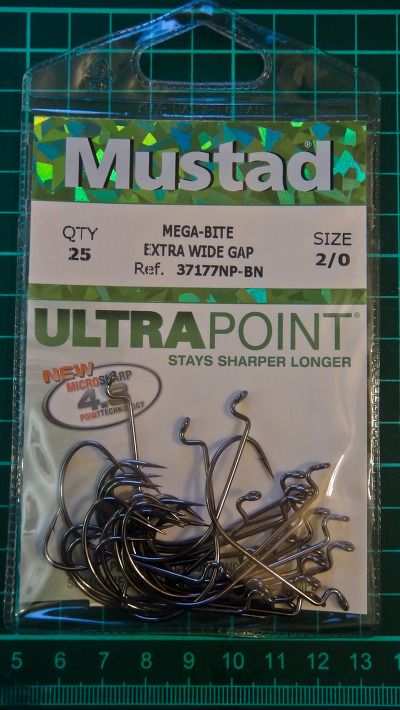 Mustad®
QTY
25
MEGA-BITE
EXTRA WIDE GAP
Ref. 37177NP-BN
SIZE
2/0
ULTRAPOINT®
STAYS SHARPER LONGER
NEW
MICROSHARP
4.
POINT TECHNOLOGY
5 6 7 8 9 10 11 12 13